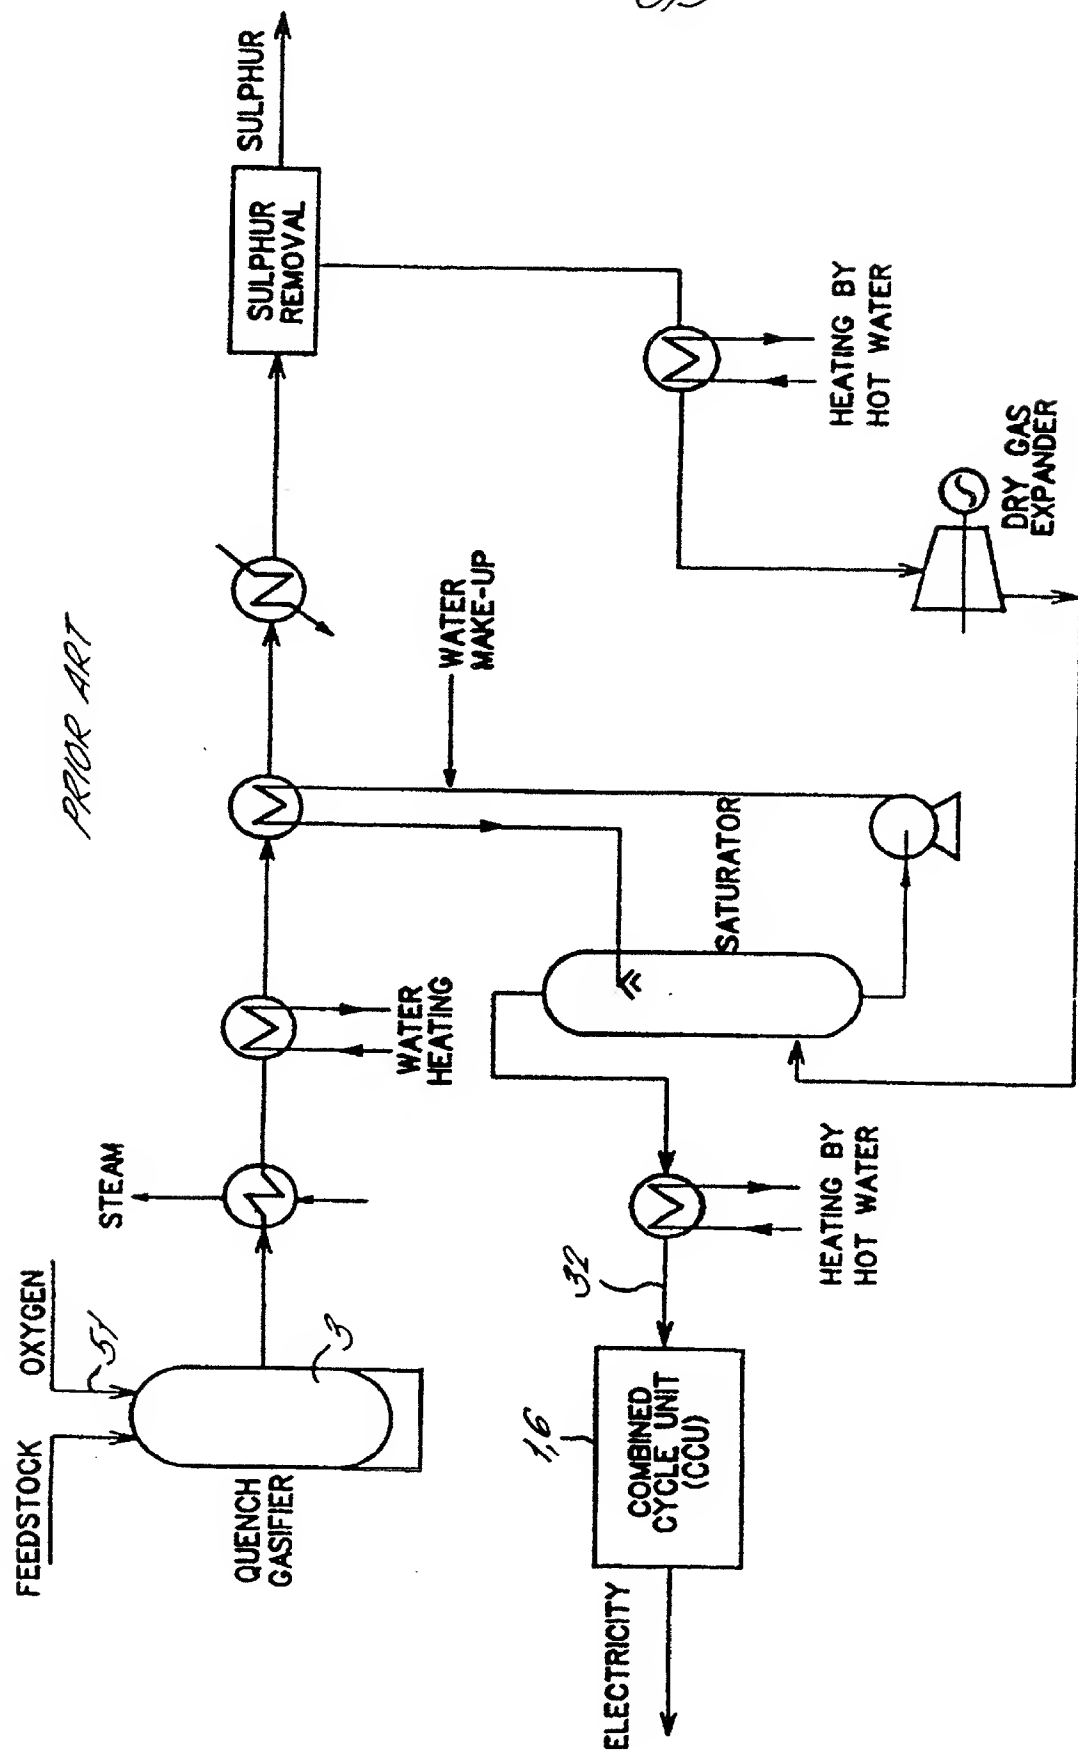 PRIOR ART
FEEDSTOCK
OXYGEN
51
STEAM
3
QUENCH
GASIFIER
WATER
HEATING
WATER
MAKE-UP
SULPHUR
REMOVAL
SULPHUR
HEATING BY
HOT WATER
DRY GAS
EXPANDER
SATURATOR
HEATING BY
HOT WATER
32
1,6
COMBINED
CYCLE UNIT
(CCU)
ELECTRICITY